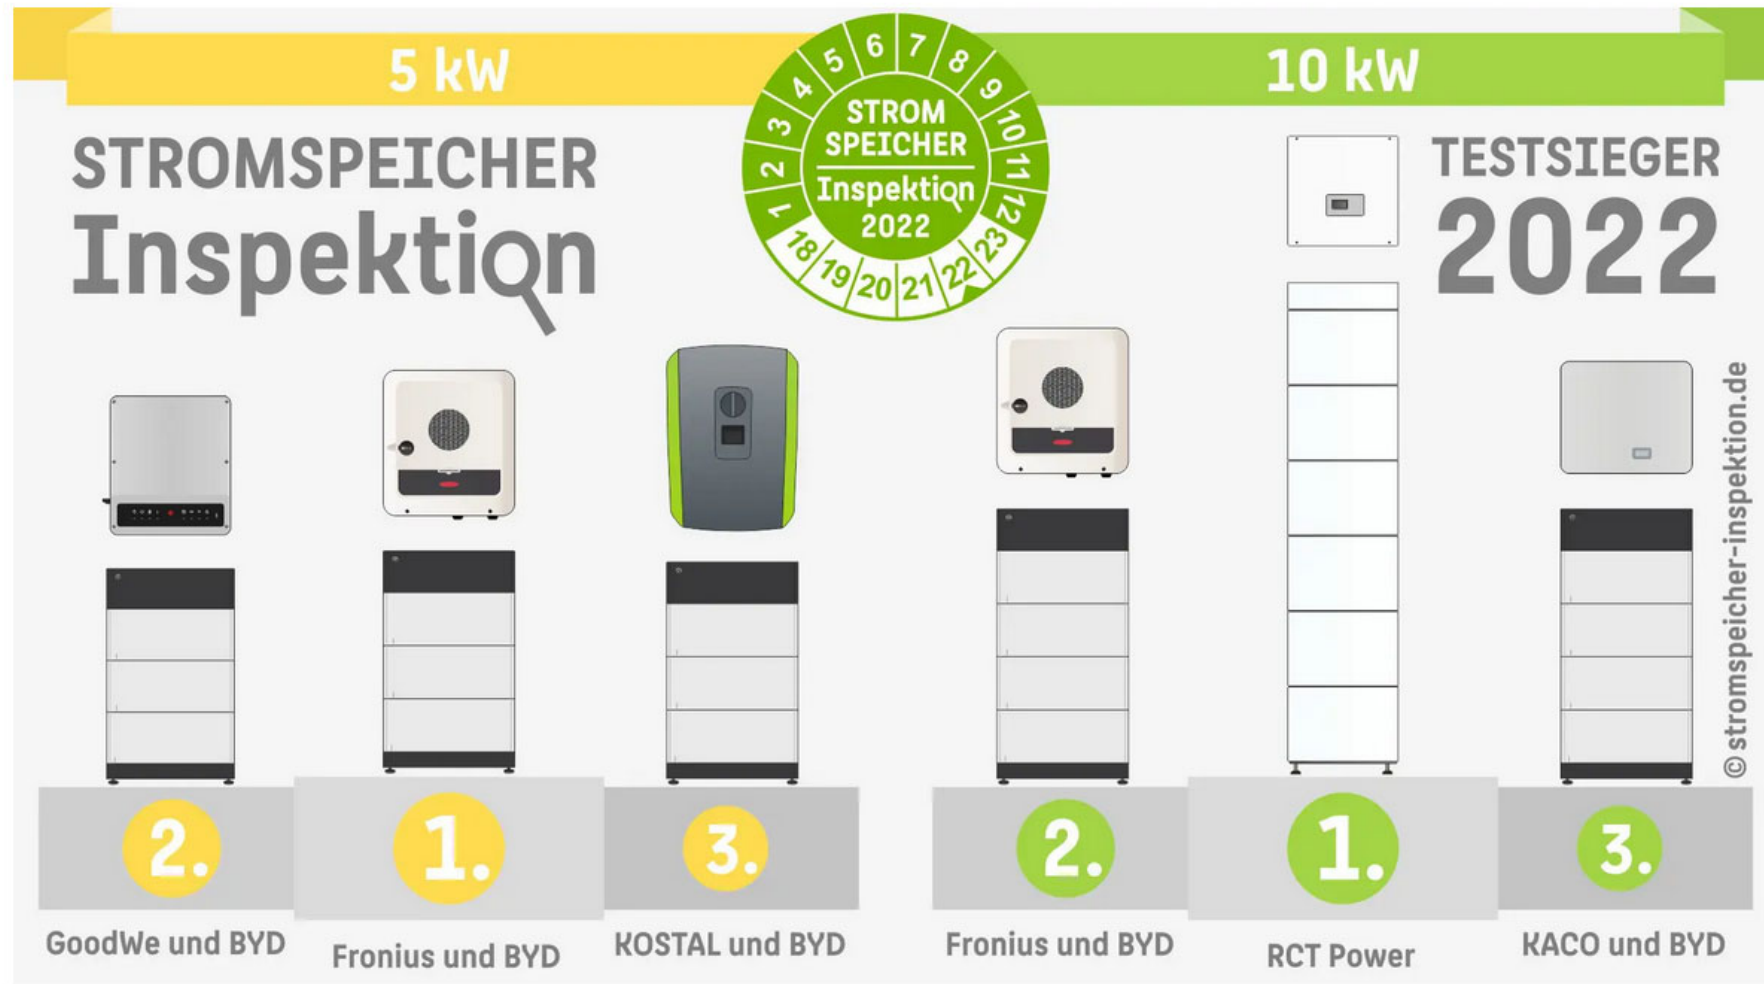 5 kW
10 kW
STROMSPEICHER
Inspektion
1 2 3 4 5 6 7 8 9 10 11 12
STROM
SPEICHER
Inspektion
2022
18 19 20 21 22 23
TESTSIEGER
2022
© stromspeicher-inspektion.de
2.
1.
3.
2.
1.
3.
GoodWe und BYD
Fronius und BYD
KOSTAL und BYD
Fronius und BYD
RCT Power
KACO und BYD